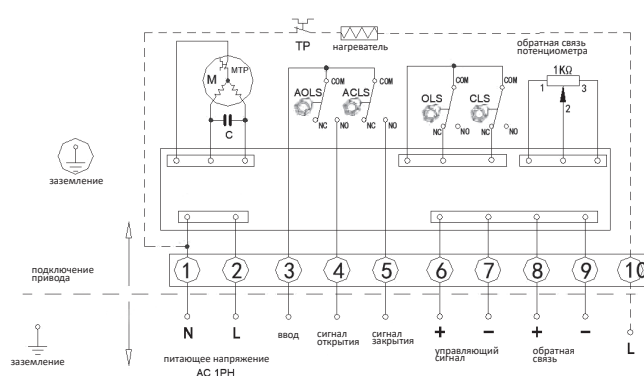 TP
нагреватель
обратная связь
потенциометра
MTP
M
C
COM
COM
AOLS
ACLS
NC
NO
NC
NO
COM
COM
OLS
CLS
NC
NO
NC
NO
1KΩ
1
3
2
заземление
1
2
3
4
5
6
7
8
9
10
подключение
привода
N
L
ввод
сигнал
открытия
сигнал
закрытия
+
−
управляющий
сигнал
+
−
обратная
связь
L
заземление
питающее напряжение
AC 1PH